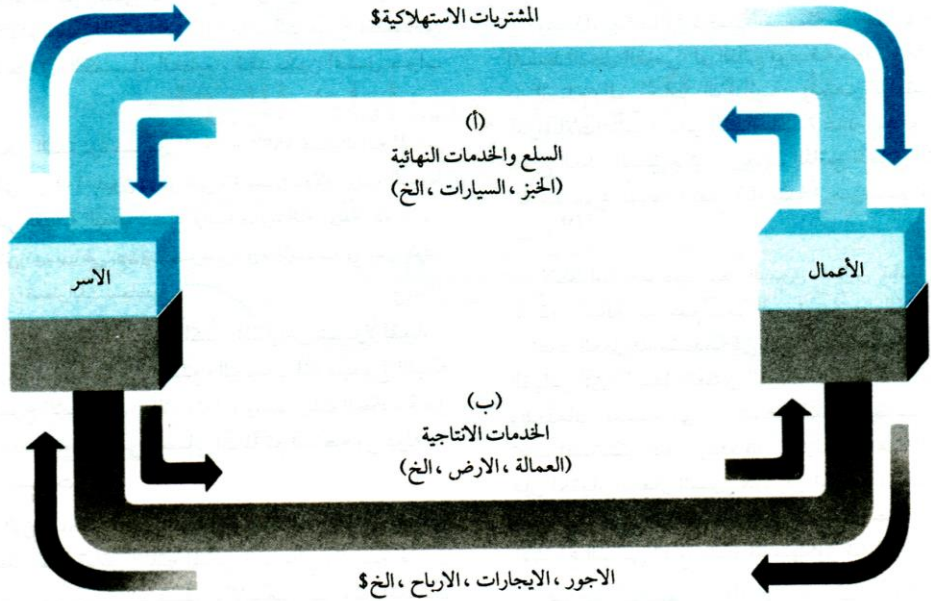 المشتريات الاستهلاكية$
(أ)
السلع والخدمات النهائية
(الخبز ، السيارات ، الخ)
الأعمال
الاسر
(ب)
الخدمات الانتاجية
(العمالة ، الارض ، الخ)
الاجور ، الايجارات ، الارباح ، الخ$